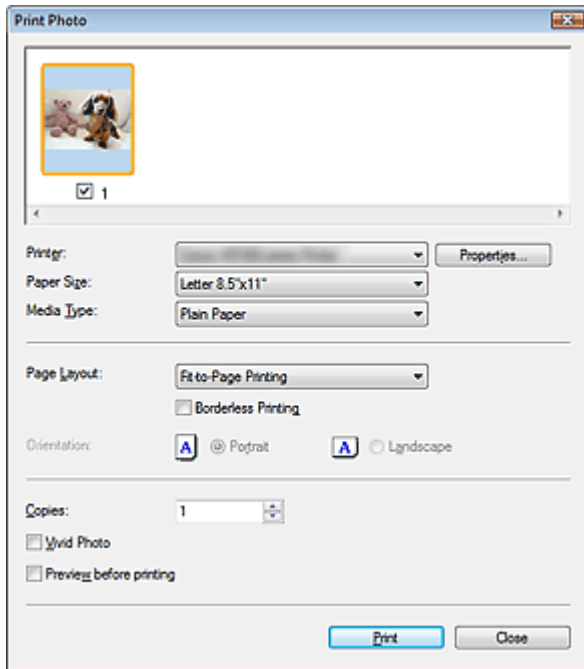 Print Photo
1
Printer:
Properties...
Paper Size: Letter 8.5"x11"
Media Type: Plain Paper
Page Layout: Fit-to-Page Printing
Borderless Printing
Orientation: A Portrait A Landscape
Copies: 1
Vivid Photo
Preview before printing
Print Close